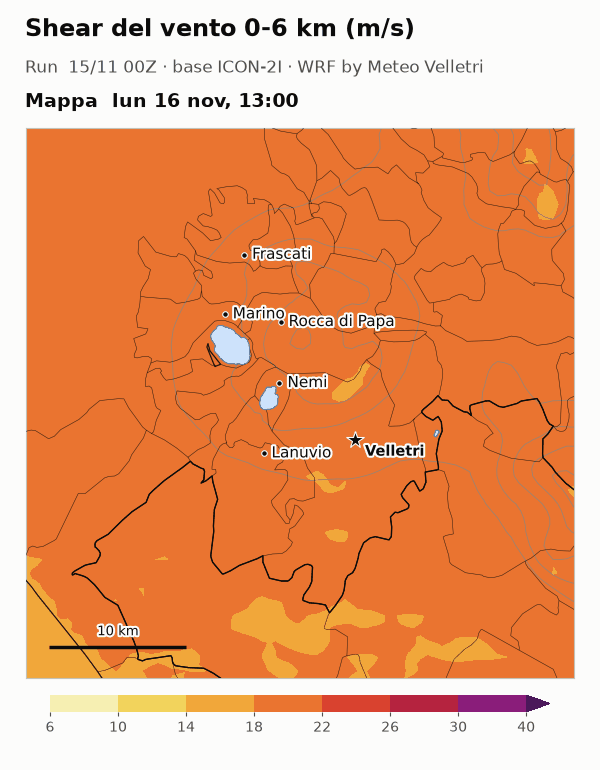 Shear del vento 0-6 km (m/s)
Run  15/11 00Z · base ICON-2I · WRF by Meteo Velletri
Mappa  lun 16 nov, 13:00
Frascati
Marino
Rocca di Papa
Nemi
Velletri
Lanuvio
10 km
6 10 14 18 22 26 30 40